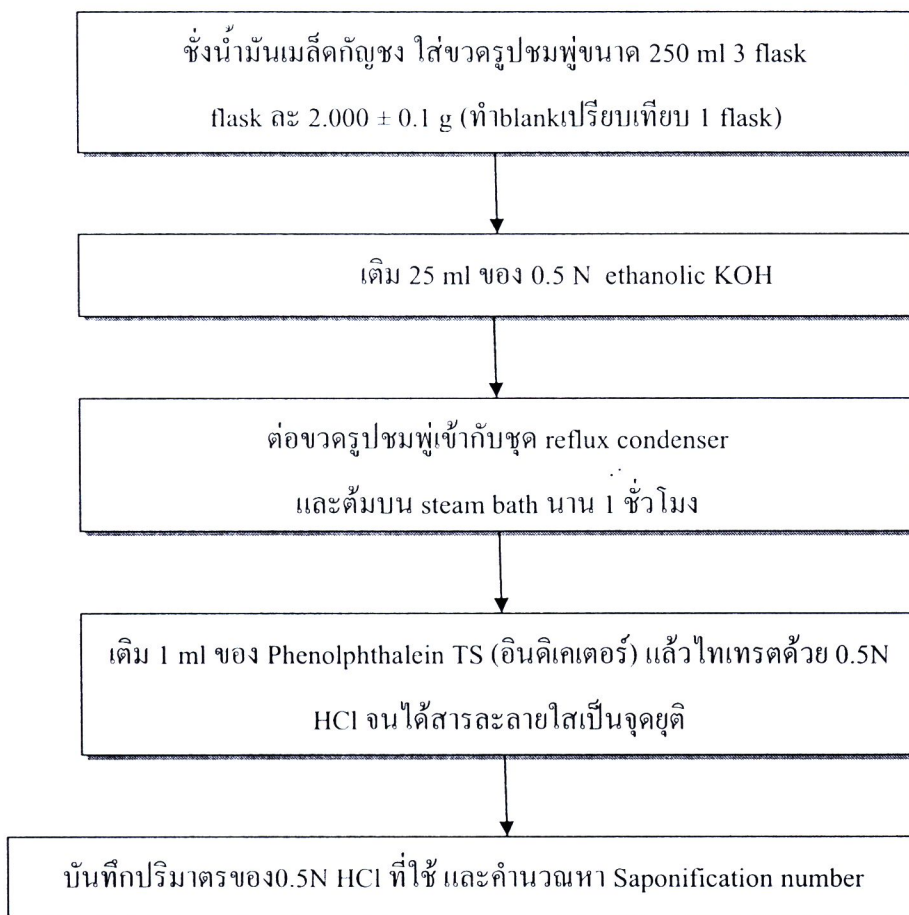 ชั่งน้ำมันเมล็ดกัญชง ใส่ขวดรูปชมพู่ขนาด 250 ml 3 flask
flask ละ 2.000 ± 0.1 g (ทำblankเปรียบเทียบ 1 flask)
เติม 25 ml ของ 0.5 N ethanolic KOH
ต่อขวดรูปชมพู่เข้ากับชุด reflux condenser
และต้มบน steam bath นาน 1 ชั่วโมง
เติม 1 ml ของ Phenolphthalein TS (อินดิเคเตอร์) แล้วไทเทรตด้วย 0.5N
HCl จนได้สารละลายใสเป็นจุดยุติ
บันทึกปริมาตรของ0.5N HCl ที่ใช้ และคำนวณหา Saponification number